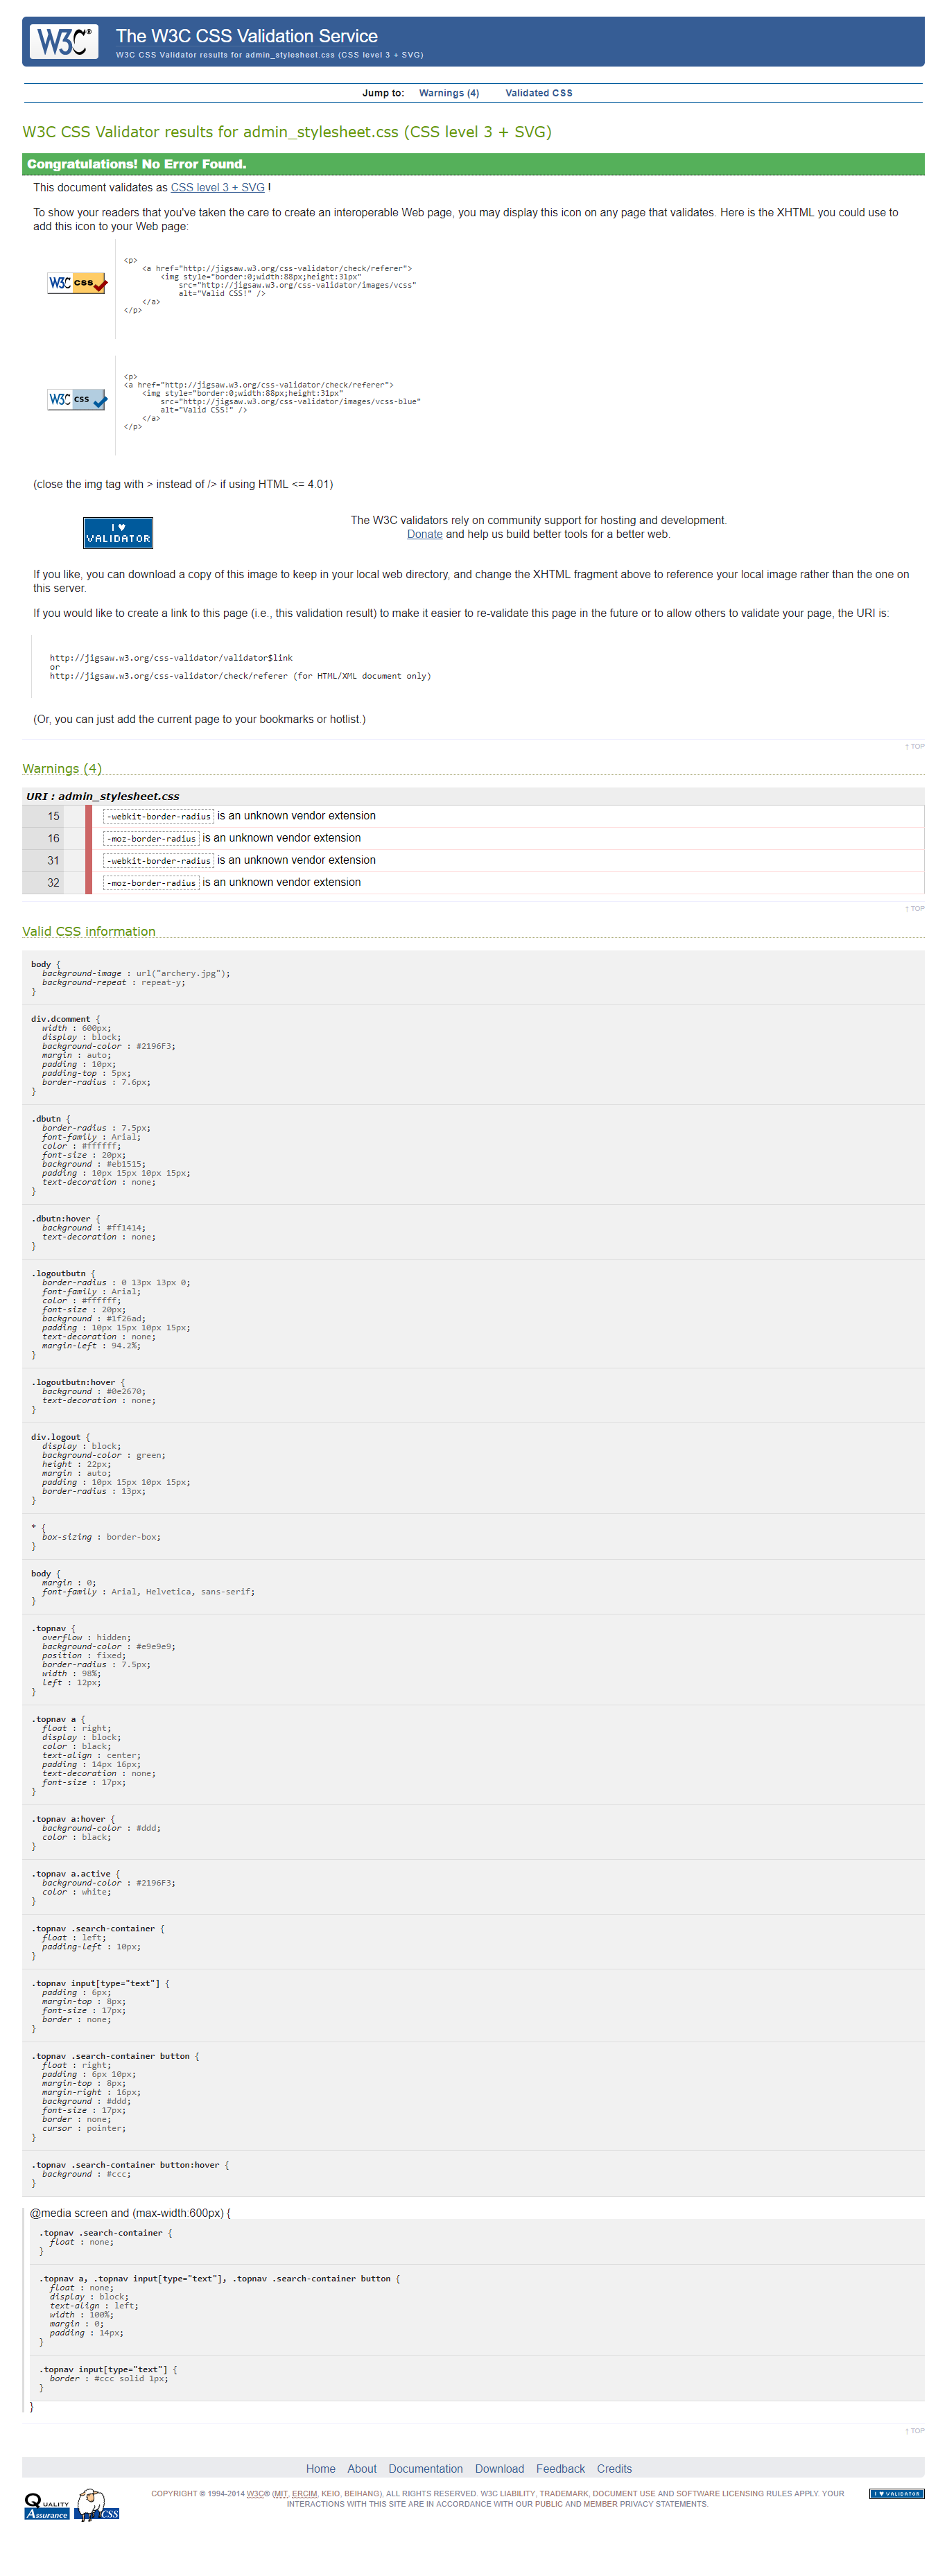 W3C®
The W3C CSS Validation Service
W3C CSS Validator results for admin_stylesheet.css (CSS level 3 + SVG)
Jump to: Warnings (4) Validated CSS
W3C CSS Validator results for admin_stylesheet.css (CSS level 3 + SVG)
Congratulations! No Error Found.
This document validates as CSS level 3 + SVG !
To show your readers that you've taken the care to create an interoperable Web page, you may display this icon on any page that validates. Here is the XHTML you could use to
add this icon to your Web page:
W3C css
<p>
<a href="http://jigsaw.w3.org/css-validator/check/referer">
<img style="border:0;width:88px;height:31px"
src="http://jigsaw.w3.org/css-validator/images/vcss"
alt="Valid CSS!" />
</a>
</p>
W3C css
<p>
<a href="http://jigsaw.w3.org/css-validator/check/referer">
<img style="border:0;width:88px;height:31px"
src="http://jigsaw.w3.org/css-validator/images/vcss-blue"
alt="Valid CSS!" />
</a>
</p>
(close the img tag with > instead of /> if using HTML <= 4.01)
I ♥
VALIDATOR
The W3C validators rely on community support for hosting and development.
Donate and help us build better tools for a better web.
If you like, you can download a copy of this image to keep in your local web directory, and change the XHTML fragment above to reference your local image rather than the one on
this server.
If you would like to create a link to this page (i.e., this validation result) to make it easier to re-validate this page in the future or to allow others to validate your page, the URI is:
http://jigsaw.w3.org/css-validator/validator$link
or
http://jigsaw.w3.org/css-validator/check/referer (for HTML/XML document only)
(Or, you can just add the current page to your bookmarks or hotlist.)
↑ TOP
Warnings (4)
URI : admin_stylesheet.css
15 -webkit-border-radius is an unknown vendor extension
16 -moz-border-radius is an unknown vendor extension
31 -webkit-border-radius is an unknown vendor extension
32 -moz-border-radius is an unknown vendor extension
↑ TOP
Valid CSS information
body {
background-image : url("archery.jpg");
background-repeat : repeat-y;
}
div.dcomment {
width : 600px;
display : block;
background-color : #2196F3;
margin : auto;
padding : 10px;
padding-top : 5px;
border-radius : 7.6px;
}
.dbutn {
border-radius : 7.5px;
font-family : Arial;
color : #ffffff;
font-size : 20px;
background : #eb1515;
padding : 10px 15px 10px 15px;
text-decoration : none;
}
.dbutn:hover {
background : #ff1414;
text-decoration : none;
}
.logoutbutn {
border-radius : 0 13px 13px 0;
font-family : Arial;
color : #ffffff;
font-size : 20px;
background : #1f26ad;
padding : 10px 15px 10px 15px;
text-decoration : none;
margin-left : 94.2%;
}
.logoutbutn:hover {
background : #0e2670;
text-decoration : none;
}
div.logout {
display : block;
background-color : green;
height : 22px;
margin : auto;
padding : 10px 15px 10px 15px;
border-radius : 13px;
}
* {
box-sizing : border-box;
}
body {
margin : 0;
font-family : Arial, Helvetica, sans-serif;
}
.topnav {
overflow : hidden;
background-color : #e9e9e9;
position : fixed;
border-radius : 7.5px;
width : 98%;
left : 12px;
}
.topnav a {
float : right;
display : block;
color : black;
text-align : center;
padding : 14px 16px;
text-decoration : none;
font-size : 17px;
}
.topnav a:hover {
background-color : #ddd;
color : black;
}
.topnav a.active {
background-color : #2196F3;
color : white;
}
.topnav .search-container {
float : left;
padding-left : 10px;
}
.topnav input[type="text"] {
padding : 6px;
margin-top : 8px;
font-size : 17px;
border : none;
}
.topnav .search-container button {
float : right;
padding : 6px 10px;
margin-top : 8px;
margin-right : 16px;
background : #ddd;
font-size : 17px;
border : none;
cursor : pointer;
}
.topnav .search-container button:hover {
background : #ccc;
}
@media screen and (max-width:600px) {
.topnav .search-container {
float : none;
}
.topnav a, .topnav input[type="text"], .topnav .search-container button {
float : none;
display : block;
text-align : left;
width : 100%;
margin : 0;
padding : 14px;
}
.topnav input[type="text"] {
border : #ccc solid 1px;
}
}
↑ TOP
Home About Documentation Download Feedback Credits
QUALITY
Assurance
CSS
COPYRIGHT © 1994-2014 W3C® (MIT, ERCIM, KEIO, BEIHANG), ALL RIGHTS RESERVED. W3C LIABILITY, TRADEMARK, DOCUMENT USE AND SOFTWARE LICENSING RULES APPLY. YOUR
INTERACTIONS WITH THIS SITE ARE IN ACCORDANCE WITH OUR PUBLIC AND MEMBER PRIVACY STATEMENTS.
I ♥ VALIDATOR